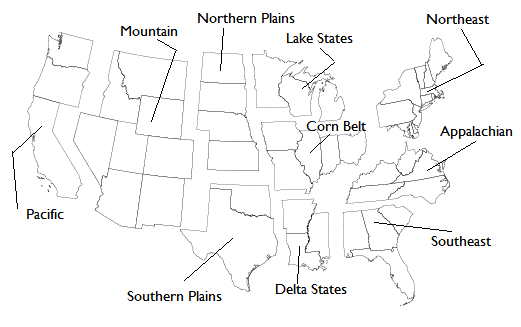 Northern Plains
Northeast
Mountain
Lake States
Corn Belt
Appalachian
Pacific
Southeast
Southern Plains
Delta States